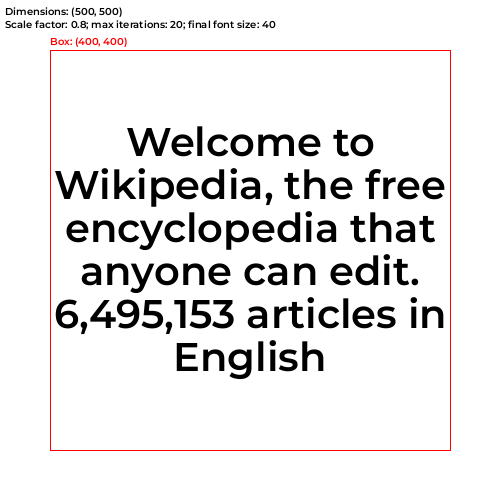 Dimensions: (500, 500)
Scale factor: 0.8; max iterations: 20; final font size: 40
Box: (400, 400)
Welcome to
Wikipedia, the free
encyclopedia that
anyone can edit.
6,495,153 articles in
English